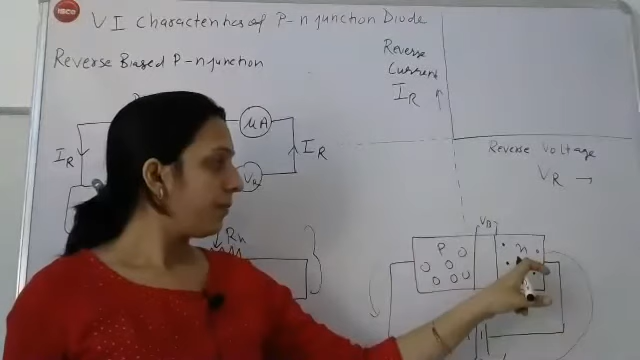 VI Characteristics of P-n junction Diode
Reverse Biased P-n junction
Reverse
Current
IR ↑
Reverse Voltage
VR →
μA
IR
IR
VR
Rh
VB
P
n